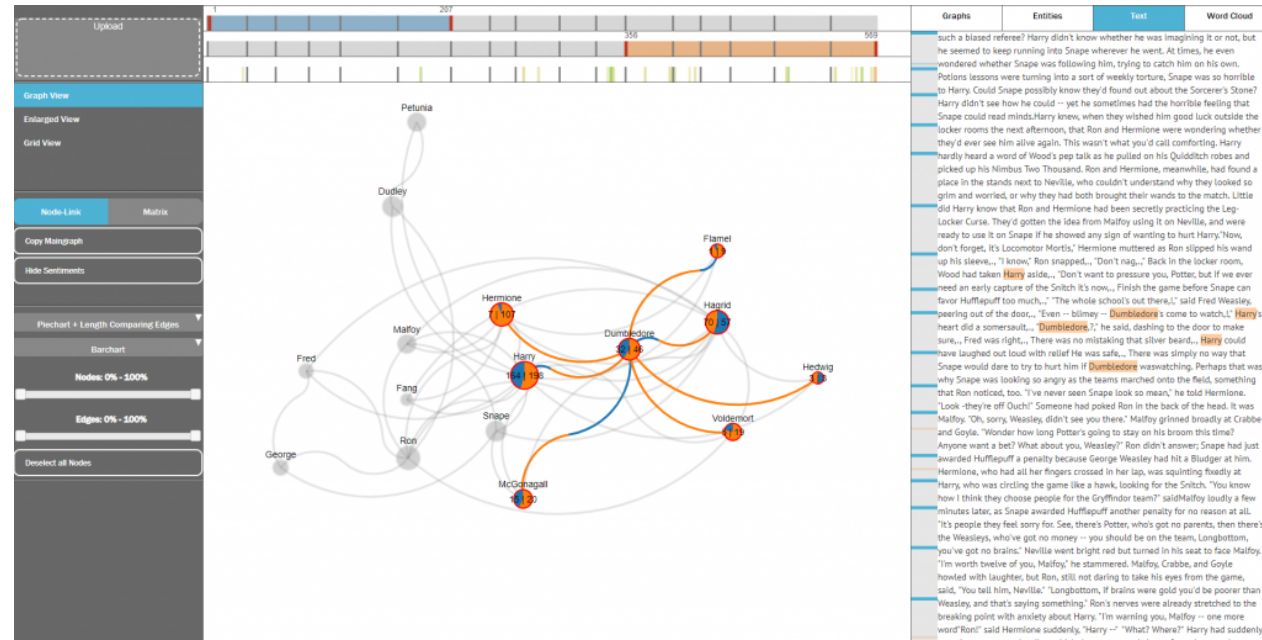 Upload
1
267
356
569
Graphs
Entities
Text
Word Cloud
Graph View
Enlarged View
Grid View
Node-Link
Matrix
Copy Maingraph
Hide Sentiments
Piechart + Length Comparing Edges
Barchart
Nodes: 0% - 100%
Edges: 0% - 100%
Deselect all Nodes
Petunia
Dudley
Flamel
Hermione
7 | 107
Hagrid
70 | 57
Malfoy
Dumbledore
32 | 46
Fred
Harry
164 | 198
Hedwig
Fang
Snape
Voldemort
| 19
Ron
George
McGonagall
| 20
such a biased referee? Harry didn't know whether he was imagining it or not, but
he seemed to keep running into Snape wherever he went. At times, he even
wondered whether Snape was following him, trying to catch him on his own.
Potions lessons were turning into a sort of weekly torture, Snape was so horrible
to Harry. Could Snape possibly know they'd found out about the Sorcerer's Stone?
Harry didn't see how he could -- yet he sometimes had the horrible feeling that
Snape could read minds.Harry knew, when they wished him good luck outside the
locker rooms the next afternoon, that Ron and Hermione were wondering whether
they'd ever see him alive again. This wasn't what you'd call comforting. Harry
hardly heard a word of Wood's pep talk as he pulled on his Quidditch robes and
picked up his Nimbus Two Thousand. Ron and Hermione, meanwhile, had found a
place in the stands next to Neville, who couldn't understand why they looked so
grim and worried, or why they had both brought their wands to the match. Little
did Harry know that Ron and Hermione had been secretly practicing the Leg-
Locker Curse. They'd gotten the idea from Malfoy using it on Neville, and were
ready to use it on Snape if he showed any sign of wanting to hurt Harry."Now,
don't forget, it's Locomotor Mortis," Hermione muttered as Ron slipped his wand
up his sleeve,., "I know," Ron snapped,., "Don't nag,.," Back in the locker room,
Wood had taken Harry aside,., "Don't want to pressure you, Potter, but if we ever
need an early capture of the Snitch it's now,., Finish the game before Snape can
favor Hufflepuff too much,.," "The whole school's out there,!," said Fred Weasley,
peering out of the door,., "Even -- blimey -- Dumbledore's come to watch,!," Harry's
heart did a somersault,., "Dumbledore,?," he said, dashing to the door to make
sure,., Fred was right,., There was no mistaking that silver beard,., Harry could
have laughed out loud with relief He was safe,., There was simply no way that
Snape would dare to try to hurt him if Dumbledore waswatching. Perhaps that was
why Snape was looking so angry as the teams marched onto the field, something
that Ron noticed, too. "I've never seen Snape look so mean," he told Hermione.
"Look -they're off Ouch!" Someone had poked Ron in the back of the head. It was
Malfoy. "Oh, sorry, Weasley, didn't see you there." Malfoy grinned broadly at Crabbe
and Goyle. "Wonder how long Potter's going to stay on his broom this time?
Anyone want a bet? What about you, Weasley?" Ron didn't answer; Snape had just
awarded Hufflepuff a penalty because George Weasley had hit a Bludger at him.
Hermione, who had all her fingers crossed in her lap, was squinting fixedly at
Harry, who was circling the game like a hawk, looking for the Snitch. "You know
how I think they choose people for the Gryffindor team?" saidMalfoy loudly a few
minutes later, as Snape awarded Hufflepuff another penalty for no reason at all.
"It's people they feel sorry for. See, there's Potter, who's got no parents, then there's
the Weasleys, who've got no money -- you should be on the team, Longbottom,
you've got no brains." Neville went bright red but turned in his seat to face Malfoy.
"I'm worth twelve of you, Malfoy," he stammered. Malfoy, Crabbe, and Goyle
howled with laughter, but Ron, still not daring to take his eyes from the game,
said, "You tell him, Neville." "Longbottom, if brains were gold you'd be poorer than
Weasley, and that's saying something." Ron's nerves were already stretched to the
breaking point with anxiety about Harry. "I'm warning you, Malfoy -- one more
word"Ron!" said Hermione suddenly, "Harry --" "What? Where?" Harry had suddenly